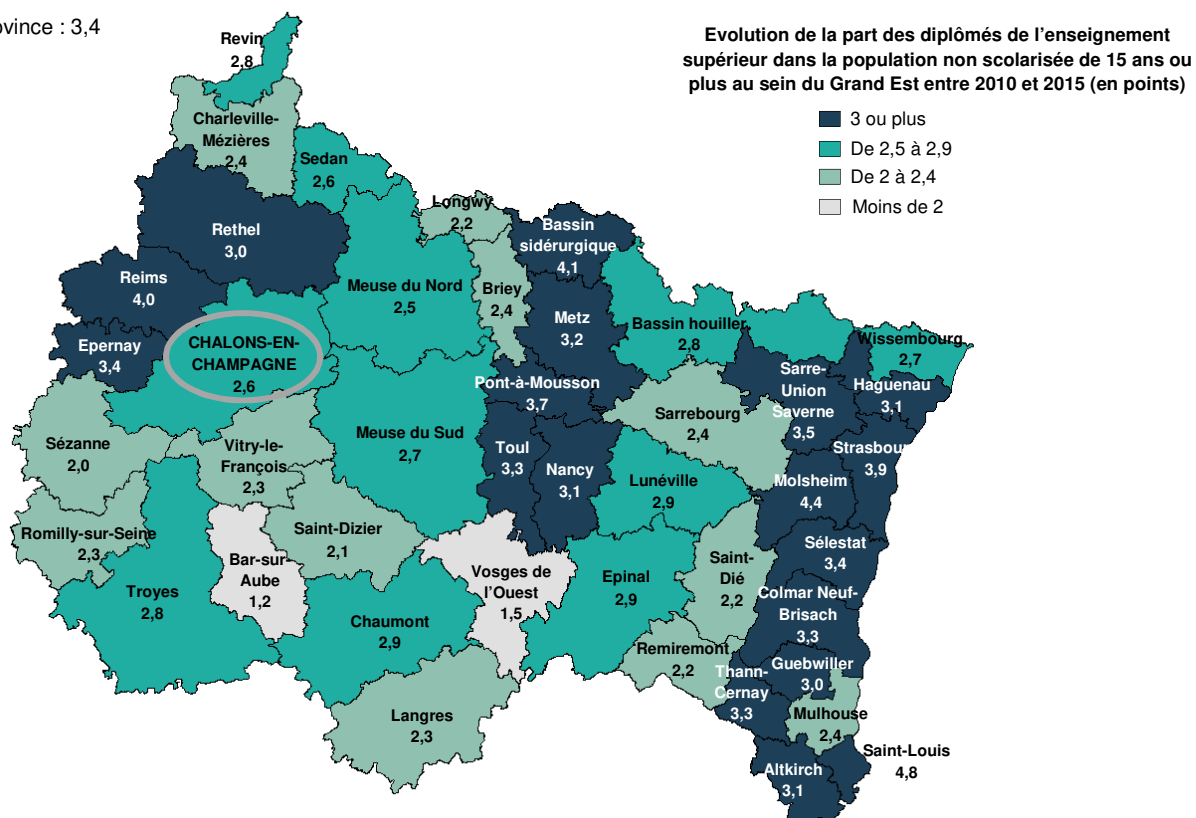 ovince : 3,4
Evolution de la part des diplômés de l'enseignement
supérieur dans la population non scolarisée de 15 ans ou
plus au sein du Grand Est entre 2010 et 2015 (en points)
3 ou plus
De 2,5 à 2,9
De 2 à 2,4
Moins de 2
Revin
2,8
Charleville-
Mézières
2,4
Sedan
2,6
Longwy
2,2
Bassin
sidérurgique
4,1
Rethel
3,0
Reims
4,0
Meuse du Nord
2,5
Briey
2,4
Metz
3,2
Bassin houiller
2,8
Wissembourg
2,7
Epernay
3,4
CHALONS-EN-
CHAMPAGNE
2,6
Pont-à-Mousson
3,7
Sarre-
Union
Saverne
3,5
Haguenau
3,1
Sarrebourg
2,4
Sézanne
2,0
Vitry-le-
François
2,3
Meuse du Sud
2,7
Toul
3,3
Nancy
3,1
Lunéville
2,9
Strasbour
3,9
Molsheim
4,4
Romilly-sur-Seine
2,3
Saint-Dizier
2,1
Sélestat
3,4
Troyes
2,8
Bar-sur-
Aube
1,2
Vosges de
l'Ouest
1,5
Epinal
2,9
Saint-
Dié
2,2
Colmar Neuf-
Brisach
3,3
Chaumont
2,9
Remiremont
2,2
Guebwiller
3,0
Thann-
Cernay
3,3
Langres
2,3
Mulhouse
2,4
Saint-Louis
4,8
Altkirch
3,1